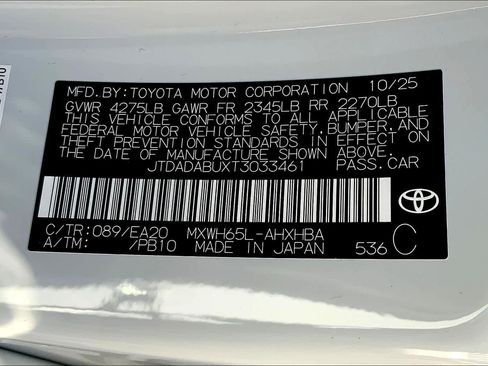 MFD.BY:TOYOTA MOTOR CORPORATION 10/25
GVWR 4275LB GAWR FR 2345LB RR 2270LB
THIS VEHICLE CONFORMS TO ALL APPLICABLE
FEDERAL MOTOR VEHICLE SAFETY, BUMPER, AND
THEFT PREVENTION STANDARDS IN EFFECT ON
THE DATE OF MANUFACTURE SHOWN ABOVE.
JTDADABUXT3033461 PASS.CAR
C/TR:089/EA20 MXWH65L-AHXHBA
A/TM: /PB10 MADE IN JAPAN 536 C